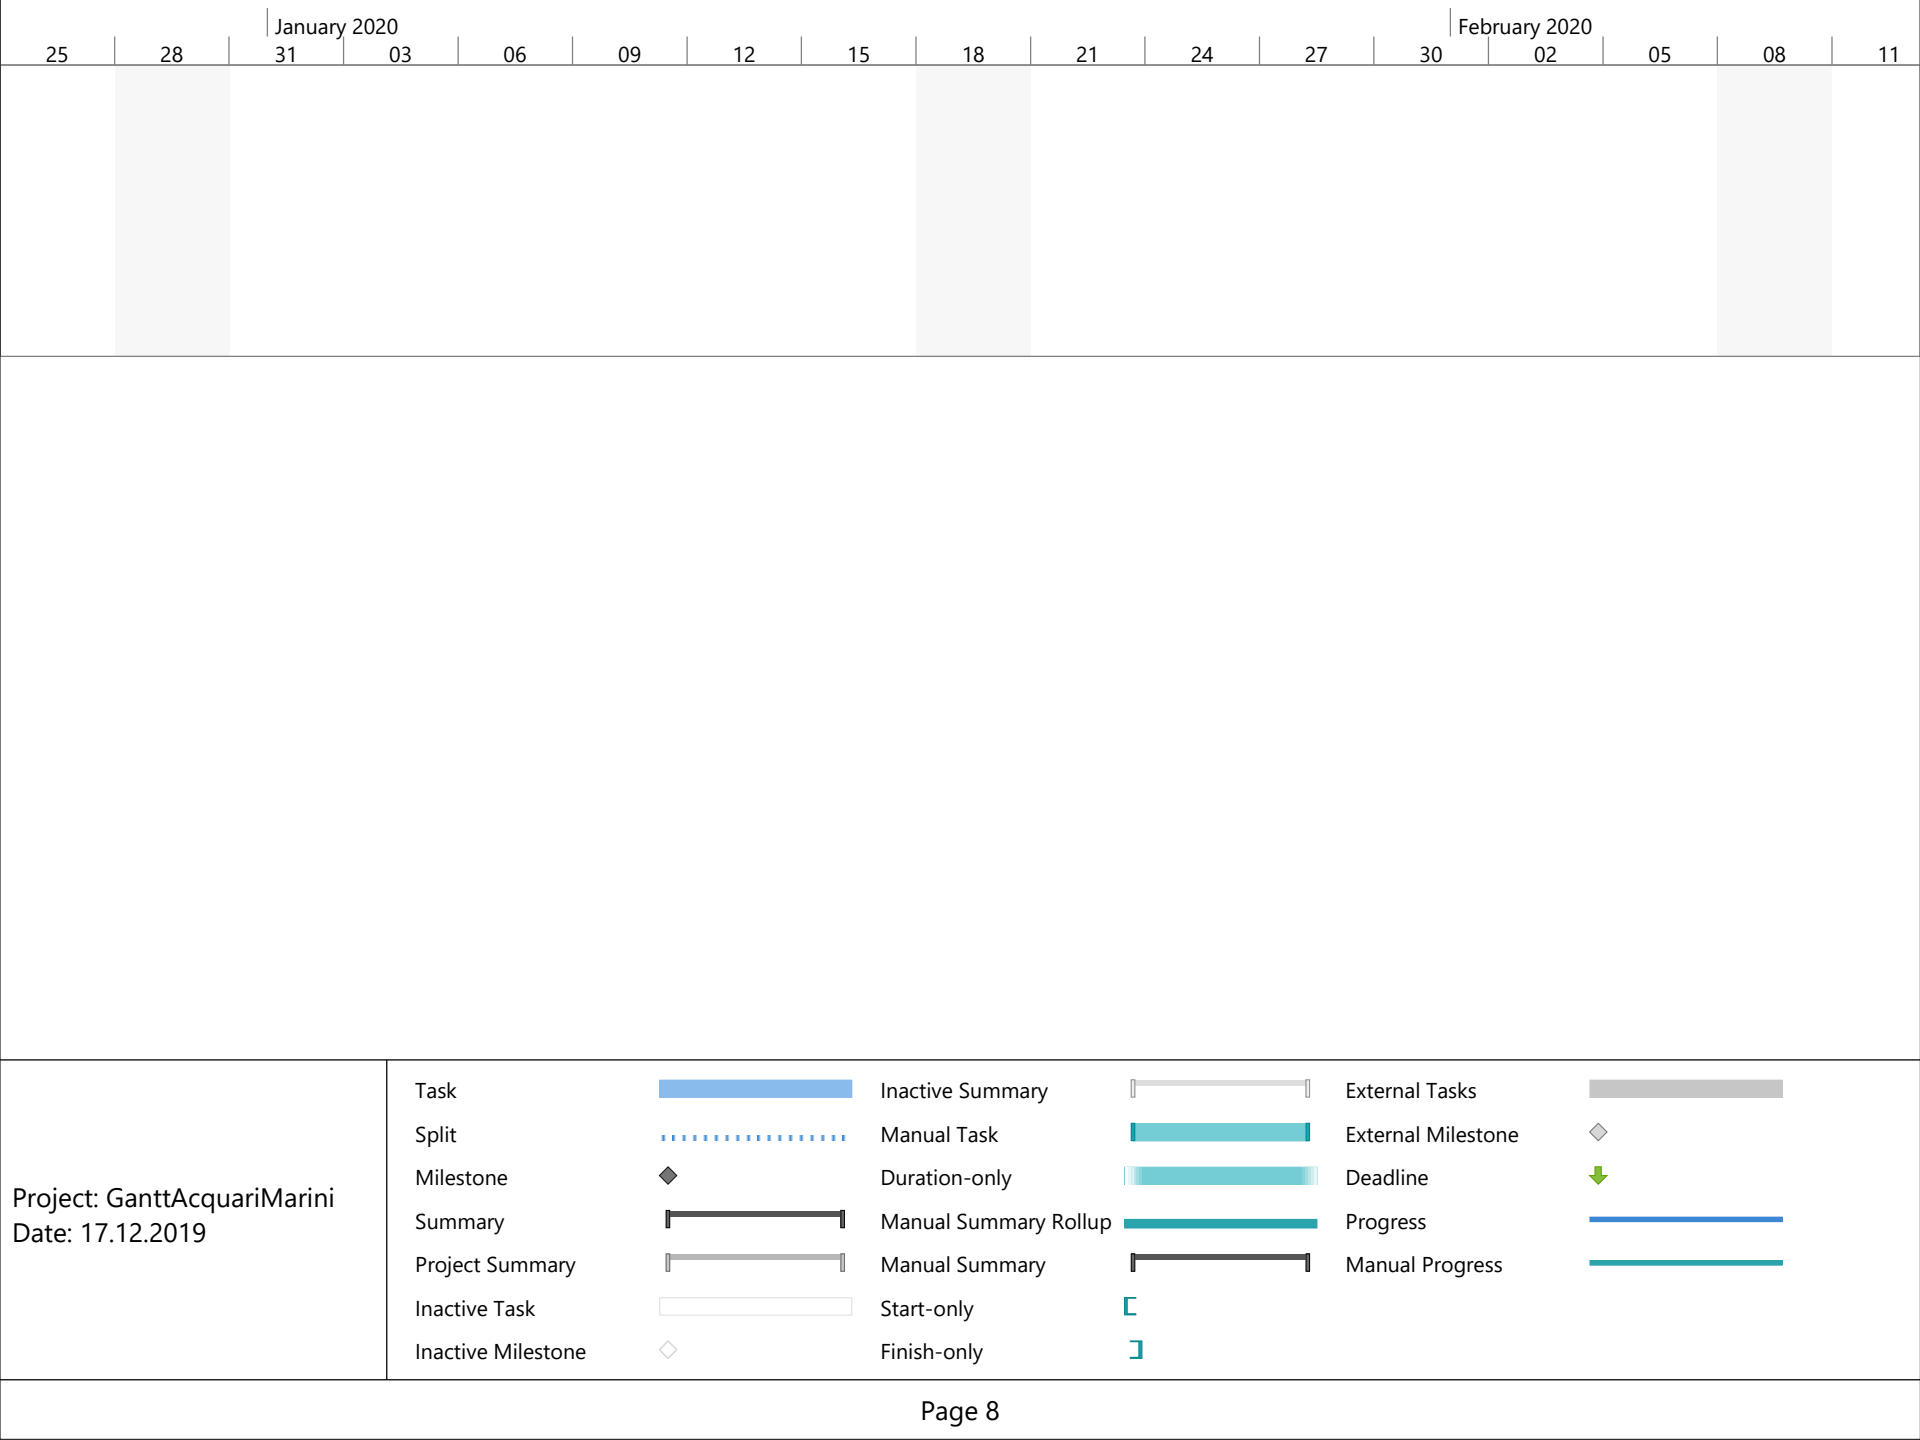 January 2020 February 2020
25 28 31 03 06 09 12 15 18 21 24 27 30 02 05 08 11
Project: GanttAcquariMarini
Date: 17.12.2019
Task
Split
Milestone
Summary
Project Summary
Inactive Task
Inactive Milestone
Inactive Summary
Manual Task
Duration-only
Manual Summary Rollup
Manual Summary
Start-only
Finish-only
External Tasks
External Milestone
Deadline
Progress
Manual Progress
Page 8